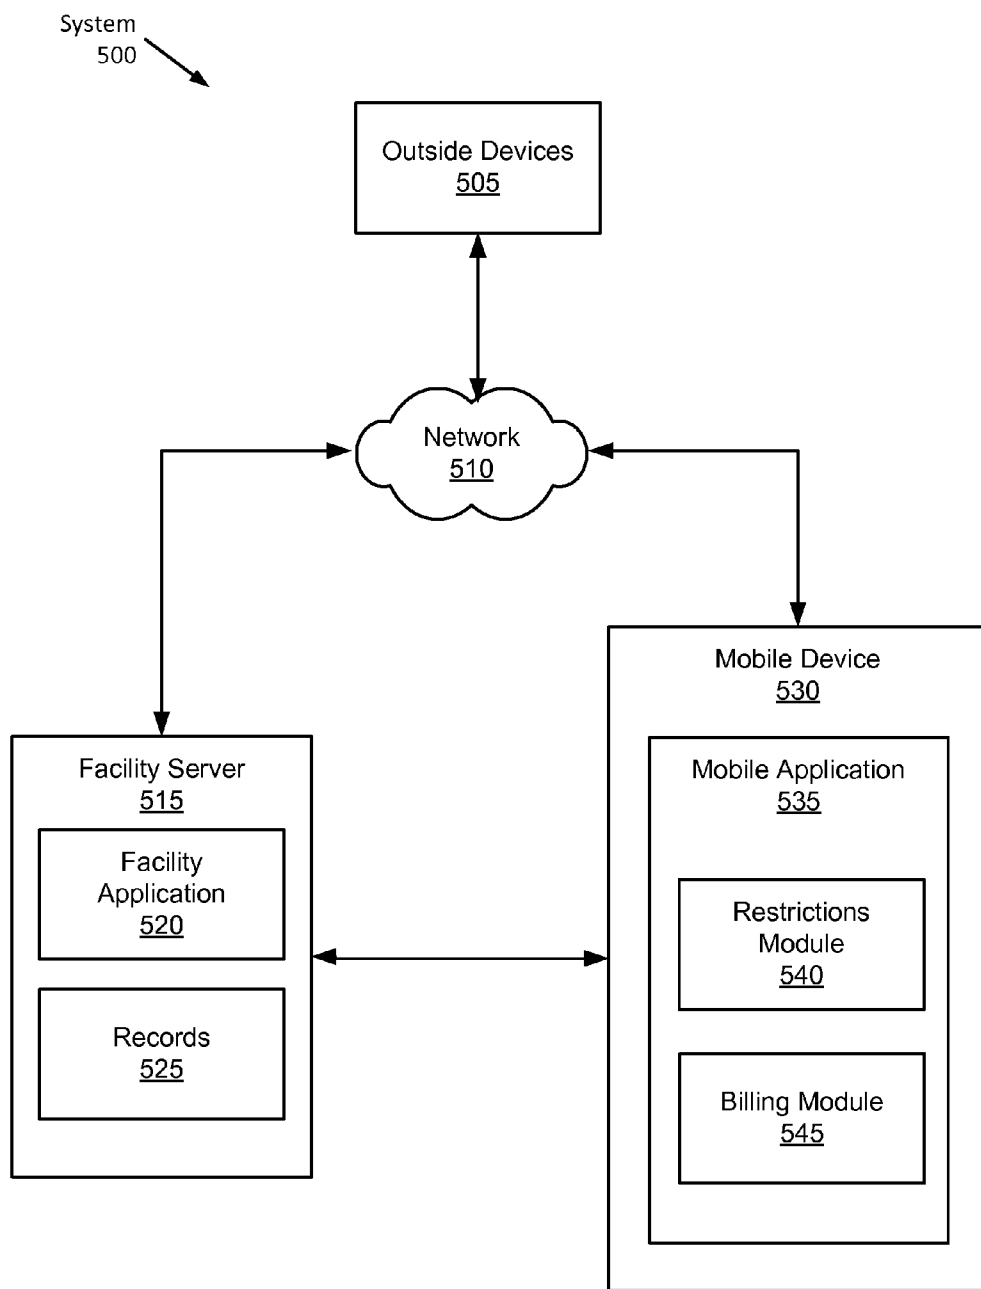 System
500
Outside Devices
505
Network
510
Mobile Device
530
Facility Server
515
Mobile Application
535
Facility
Application
520
Restrictions
Module
540
Records
525
Billing Module
545